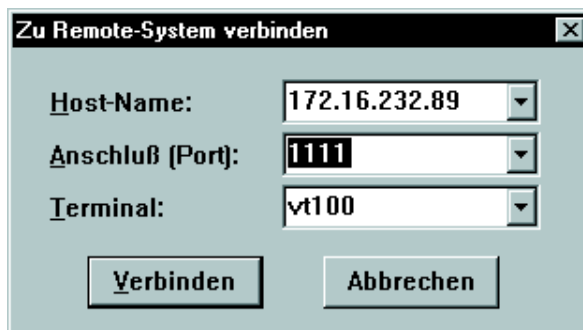 Zu Remote-System verbinden
Host-Name: 172.16.232.89
Anschluß (Port): 1111
Terminal: vt100
Verbinden Abbrechen